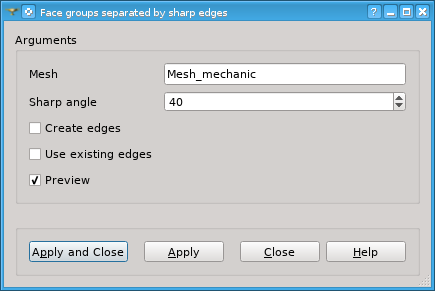 Face groups separated by sharp edges
Arguments
Mesh Mesh_mechanic
Sharp angle 40
Create edges
Use existing edges
Preview
Apply and Close Apply Close Help